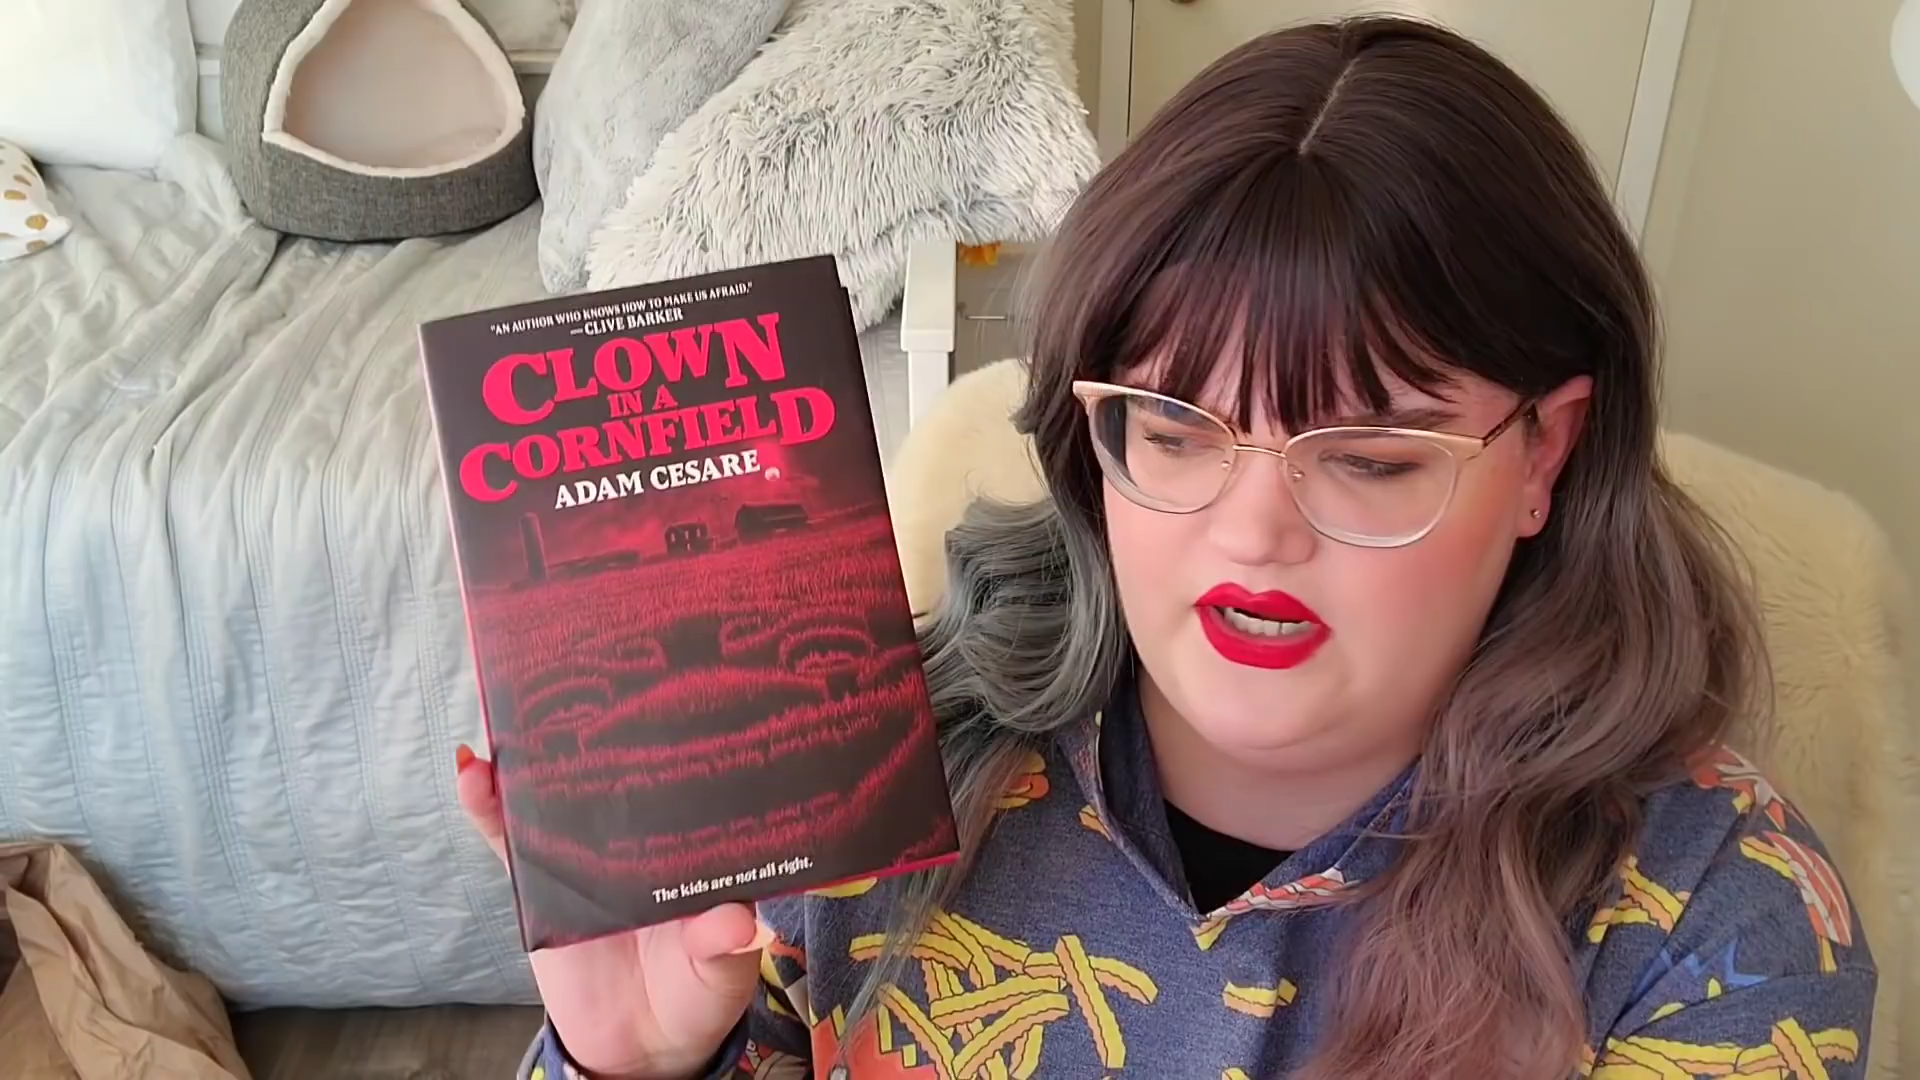 "AN AUTHOR WHO KNOWS HOW TO MAKE US AFRAID."
—CLIVE BARKER
CLOWN
IN A
CORNFIELD
ADAM CESARE
The kids are not all right.